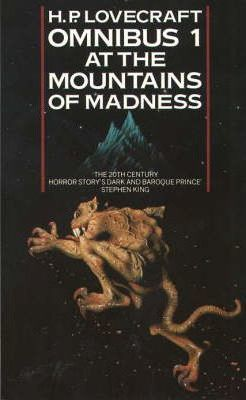 H.P. LOVECRAFT
OMNIBUS 1
AT THE
MOUNTAINS
OF MADNESS
'THE 20TH CENTURY
HORROR STORY'S DARK AND BAROQUE PRINCE'
STEPHEN KING